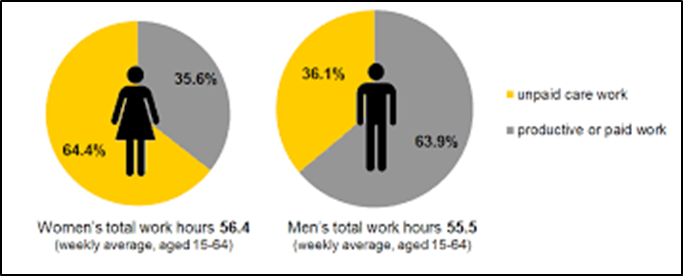 35.6%
64.4%
36.1%
63.9%
unpaid care work
productive or paid work
Women's total work hours 56.4
(weekly average, aged 15-64)
Men's total work hours 55.5
(weekly average, aged 15-64)